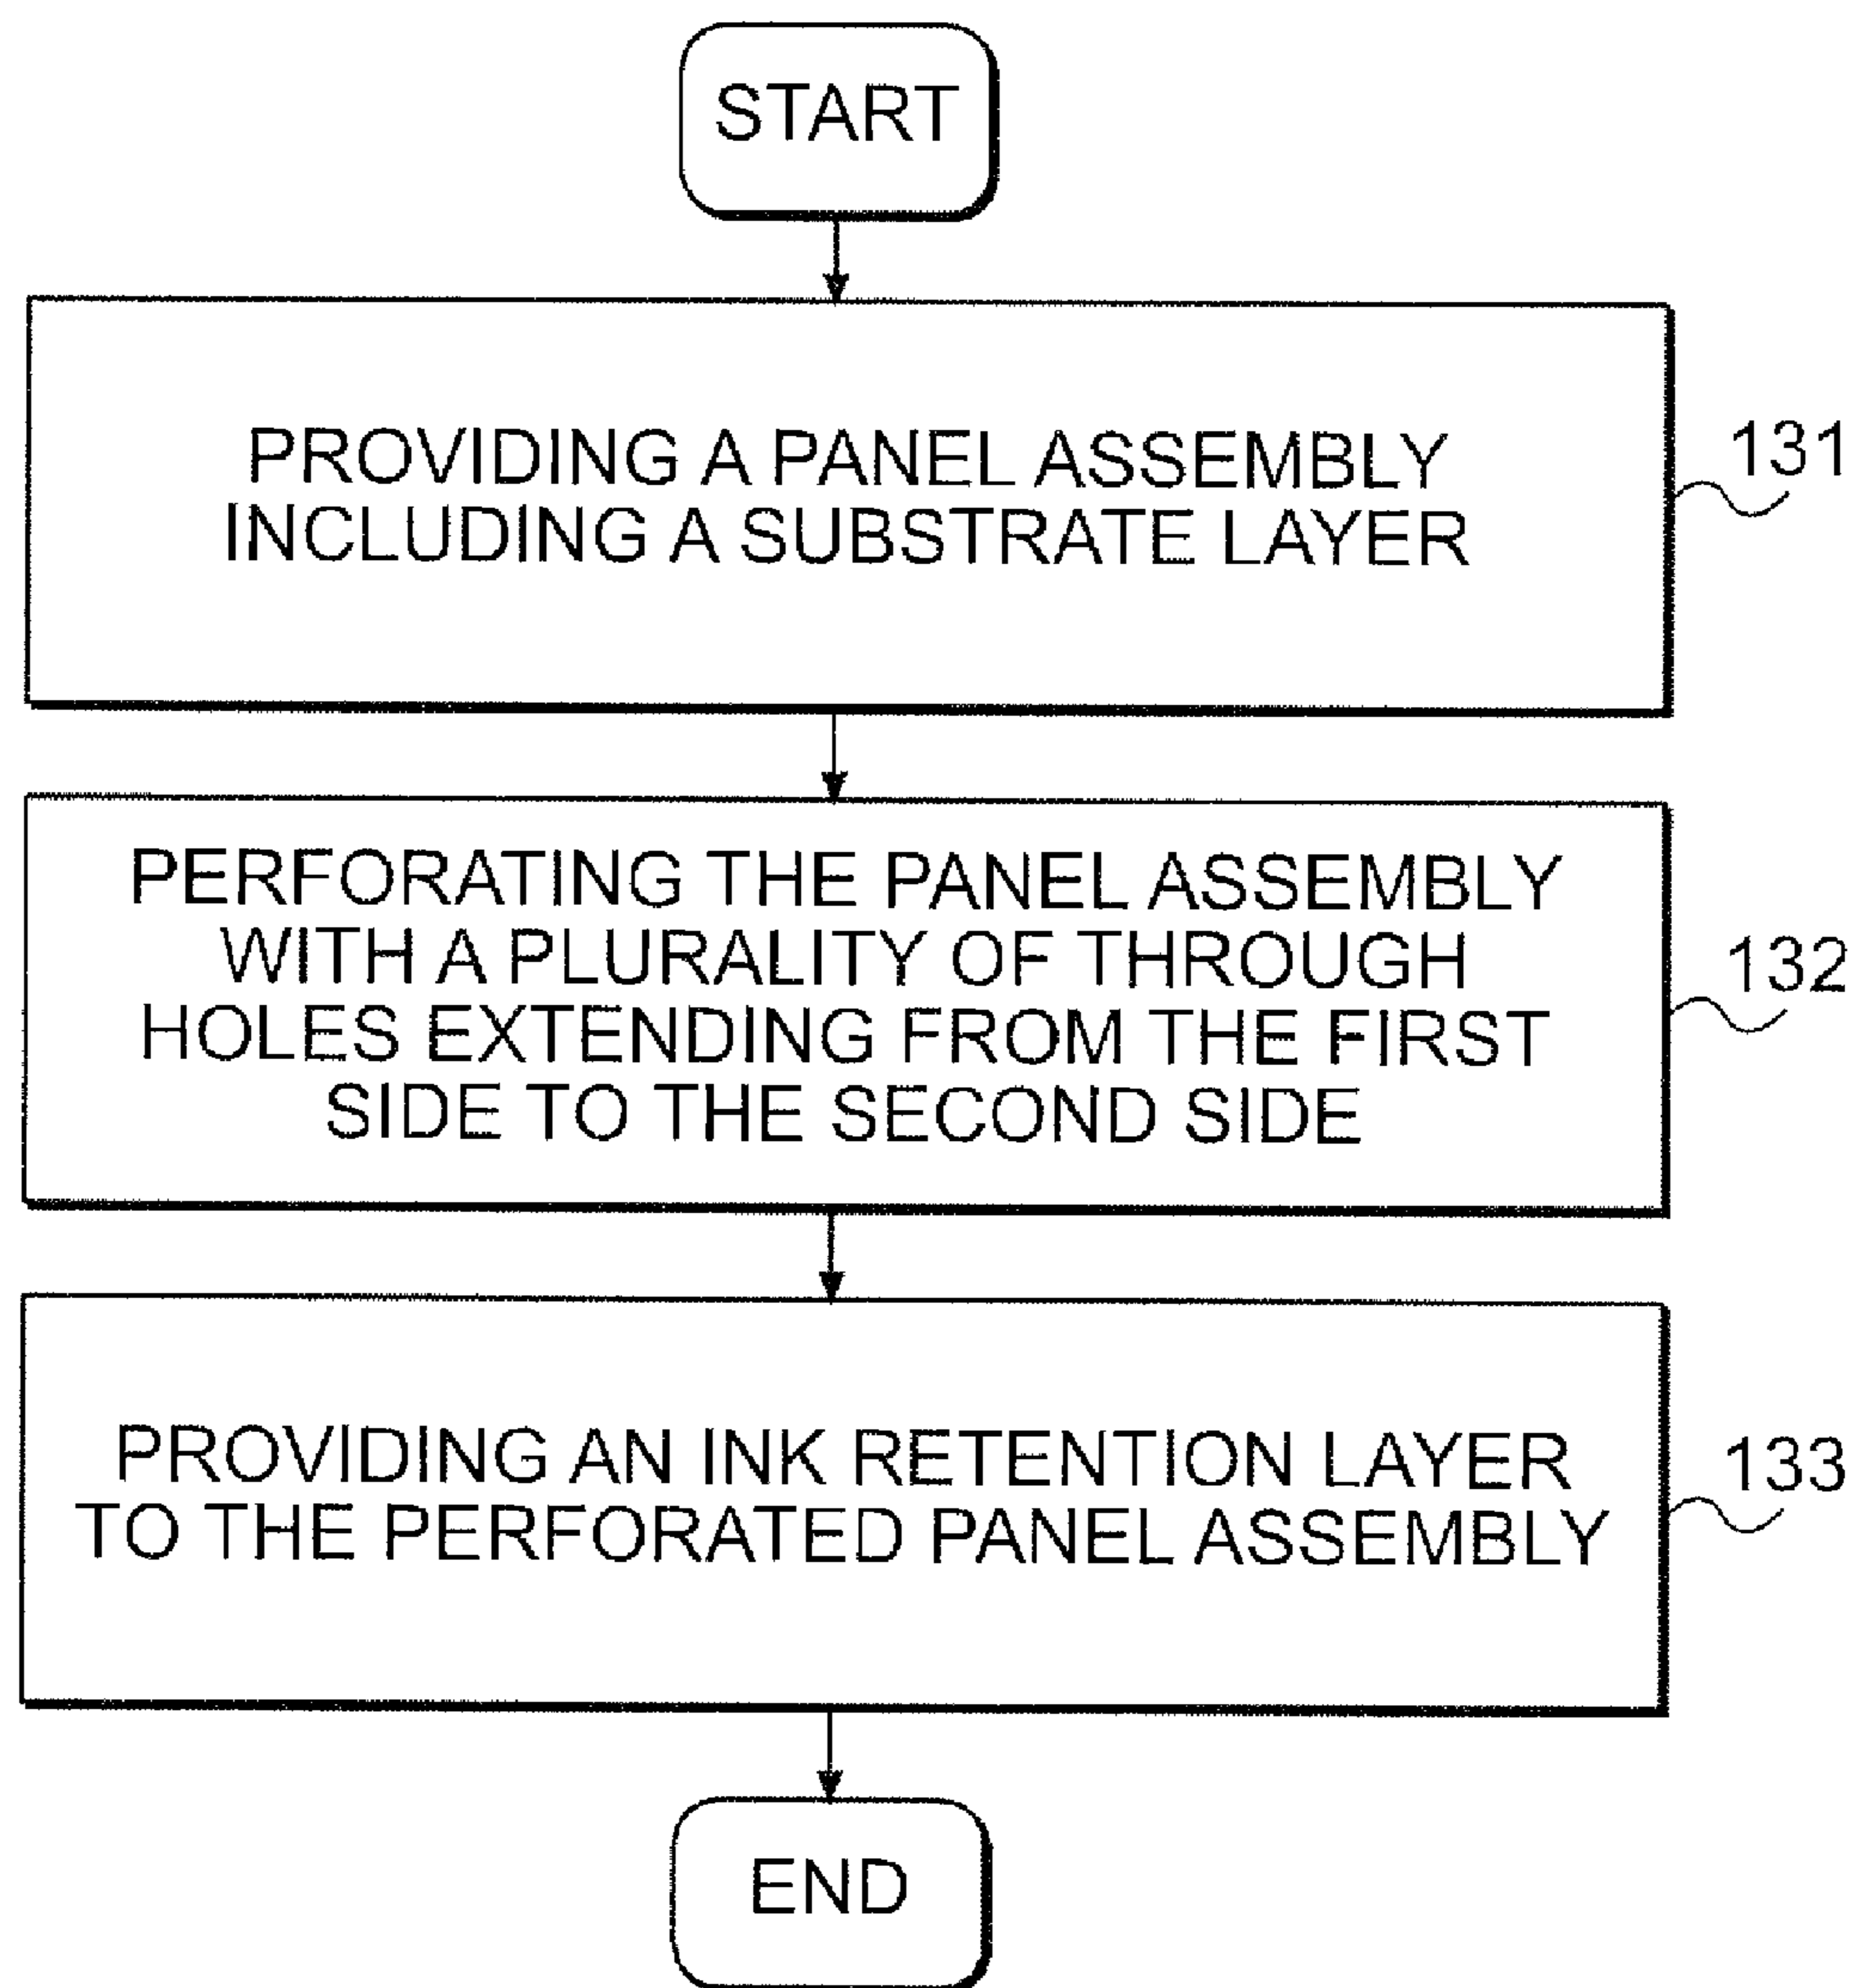 START
PROVIDING A PANEL ASSEMBLY
INCLUDING A SUBSTRATE LAYER
131
PERFORATING THE PANEL ASSEMBLY
WITH A PLURALITY OF THROUGH
HOLES EXTENDING FROM THE FIRST
SIDE TO THE SECOND SIDE
132
PROVIDING AN INK RETENTION LAYER
TO THE PERFORATED PANEL ASSEMBLY
133
END